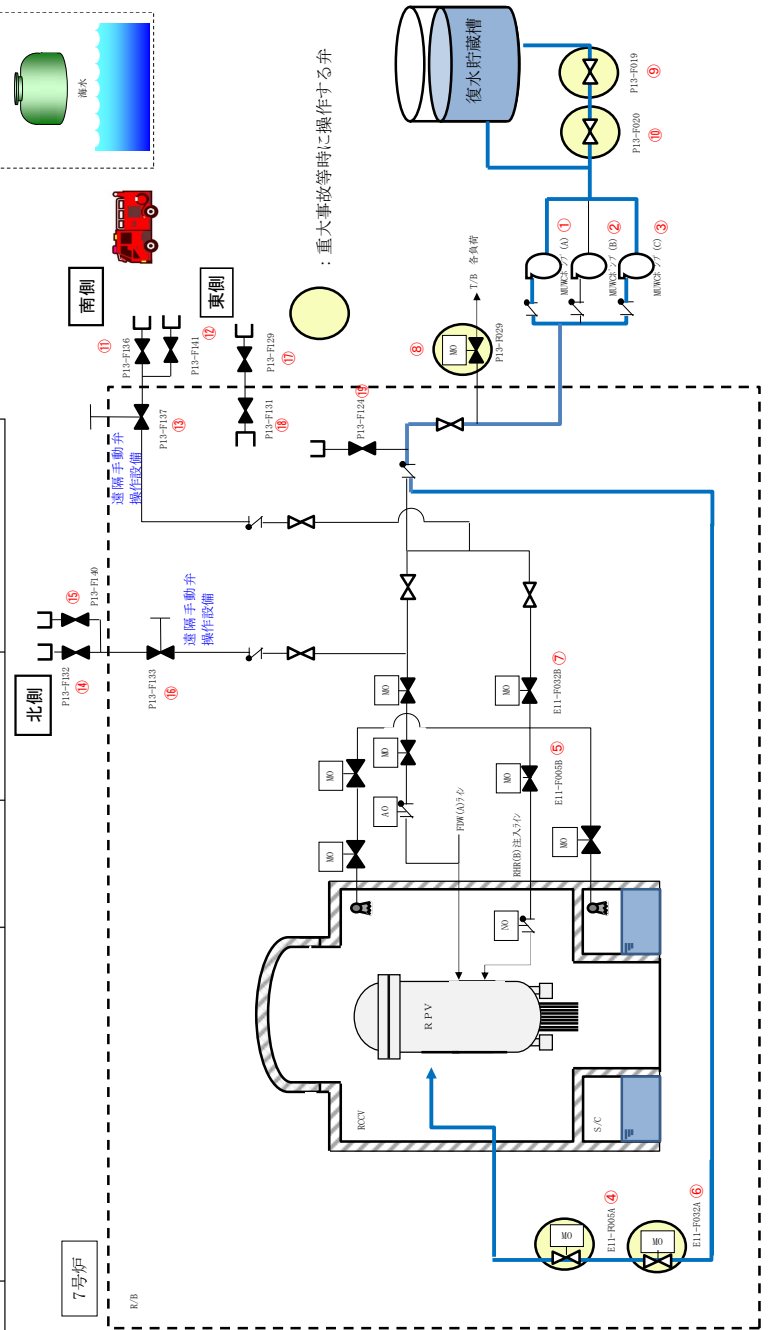 7号炉
R/B
北側
南側
東側
海水
⑭
P13-F132
⑮
P13-F140
P13-F133
⑯
遠隔手動弁
操作設備
⑪
P13-F136
P13-F141
⑫
P13-F137
⑬
遠隔手動弁
操作設備
P13-F129
⑰
P13-F131
⑱
P13-F124
⑲
：重大事故等時に操作する弁
復水貯蔵槽
P13-F019
⑨
P13-F020
⑩
MUWCポンプ(A)
①
MUWCポンプ(B)
②
MUWCポンプ(C)
③
⑧
MO
P13-F029
T/B 各負荷
MO
MO
MO
MO
AO
FDW(A)ライン
MO
E11-F032B
⑦
MO
E11-F005B
⑤
RHR(B)注入ライン
MO
NO
RPV
RCCV
S/C
MO
E11-F005A
④
MO
E11-F032A
⑥